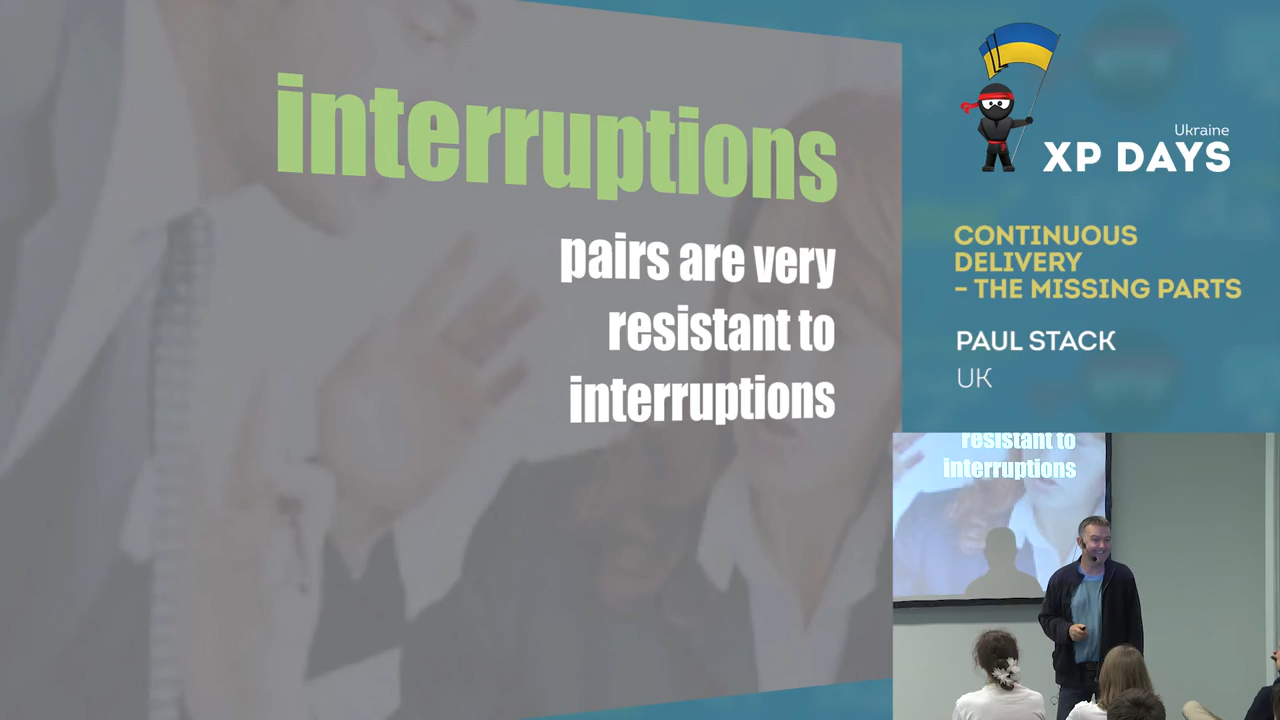 interruptions
pairs are very
resistant to
interruptions
Ukraine
XP DAYS
CONTINUOUS
DELIVERY
– THE MISSING PARTS
PAUL STACK
UK
resistant to
interruptions